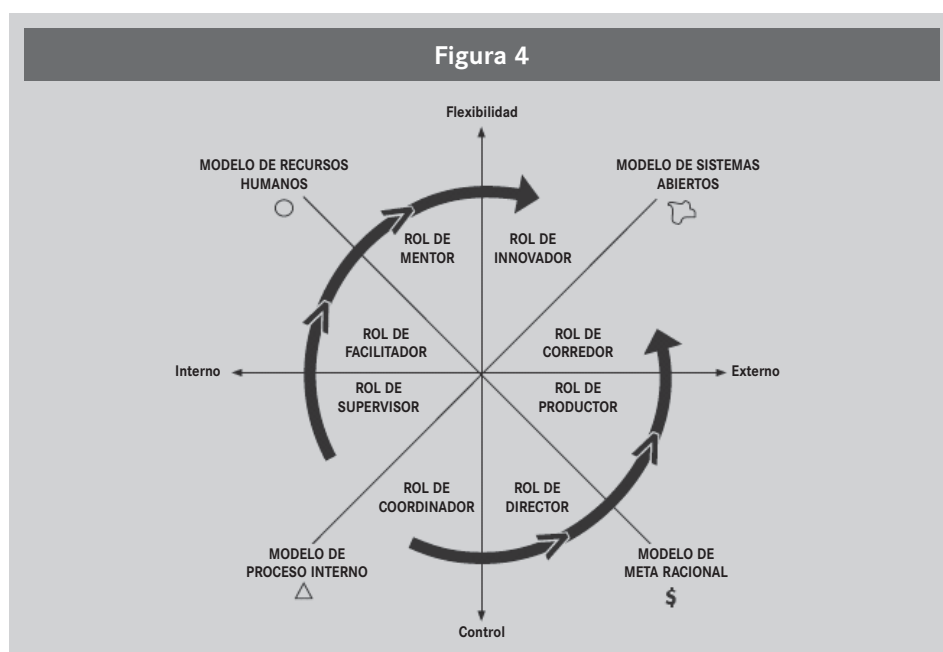 Figura 4
Flexibilidad
MODELO DE RECURSOS
HUMANOS
MODELO DE SISTEMAS
ABIERTOS
ROL DE
MENTOR
ROL DE
INNOVADOR
ROL DE
FACILITADOR
ROL DE
CORREDOR
Interno
Externo
ROL DE
SUPERVISOR
ROL DE
PRODUCTOR
ROL DE
COORDINADOR
ROL DE
DIRECTOR
MODELO DE
PROCESO INTERNO
MODELO DE
META RACIONAL
$
Control